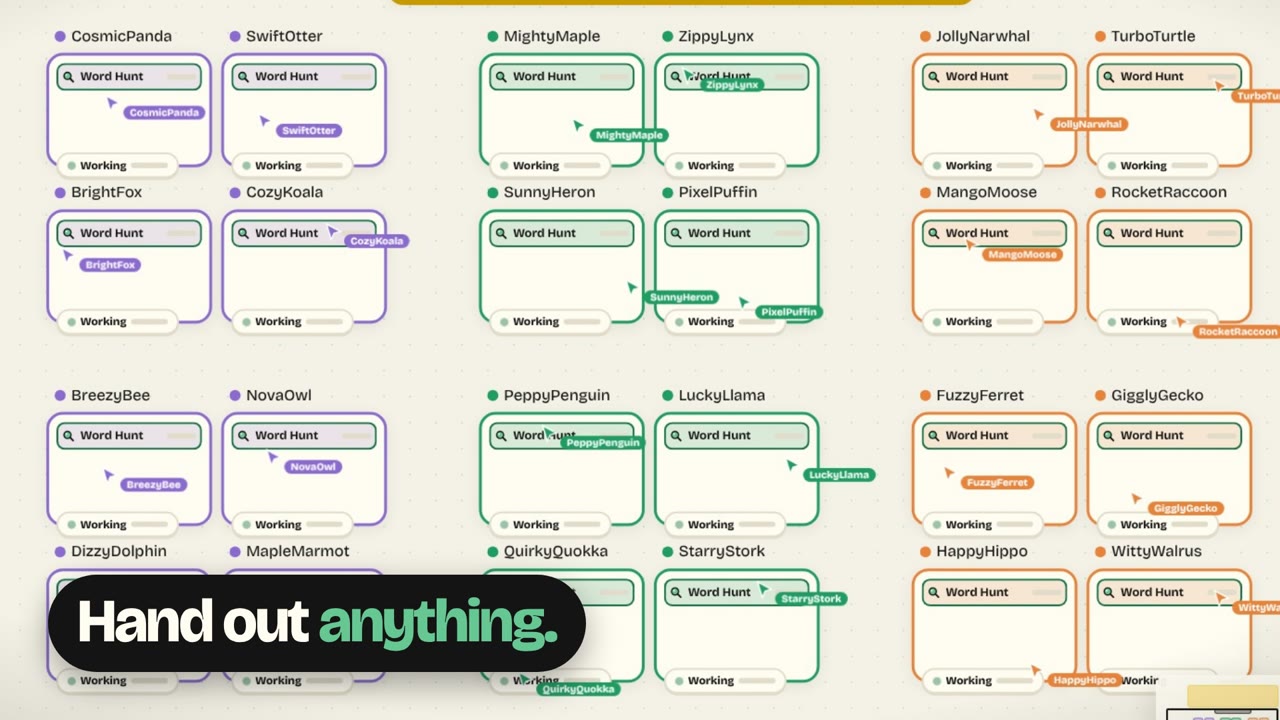 CosmicPanda SwiftOtter MightyMaple ZippyLynx JollyNarwhal TurboTurtle
Word Hunt Word Hunt Word Hunt Word Hunt Word Hunt Word Hunt
ZippyLynx
CosmicPanda
JollyNarwhal
SwiftOtter
MightyMaple
Working Working Working Working Working Working
BrightFox CozyKoala SunnyHeron PixelPuffin MangoMoose RocketRaccoon
Word Hunt Word Hunt Word Hunt Word Hunt Word Hunt Word Hunt
CozyKoala
MangoMoose
BrightFox
SunnyHeron
PixelPuffin
Working Working Working Working Working Working
RocketRaccoon
BreezyBee NovaOwl PeppyPenguin LuckyLlama FuzzyFerret GigglyGecko
Word Hunt Word Hunt Word Hunt Word Hunt Word Hunt
PeppyPenguin
NovaOwl
LuckyLlama
FuzzyFerret
BreezyBee
GigglyGecko
Working Working Working Working Working Working
DizzyDolphin MapleMarmot QuirkyQuokka StarryStork HappyHippo WittyWalrus
Word Hunt Word Hunt Word Hunt
StarryStork
Hand out anything.
Working Working Working Working
HappyHippo
QuirkyQuokka